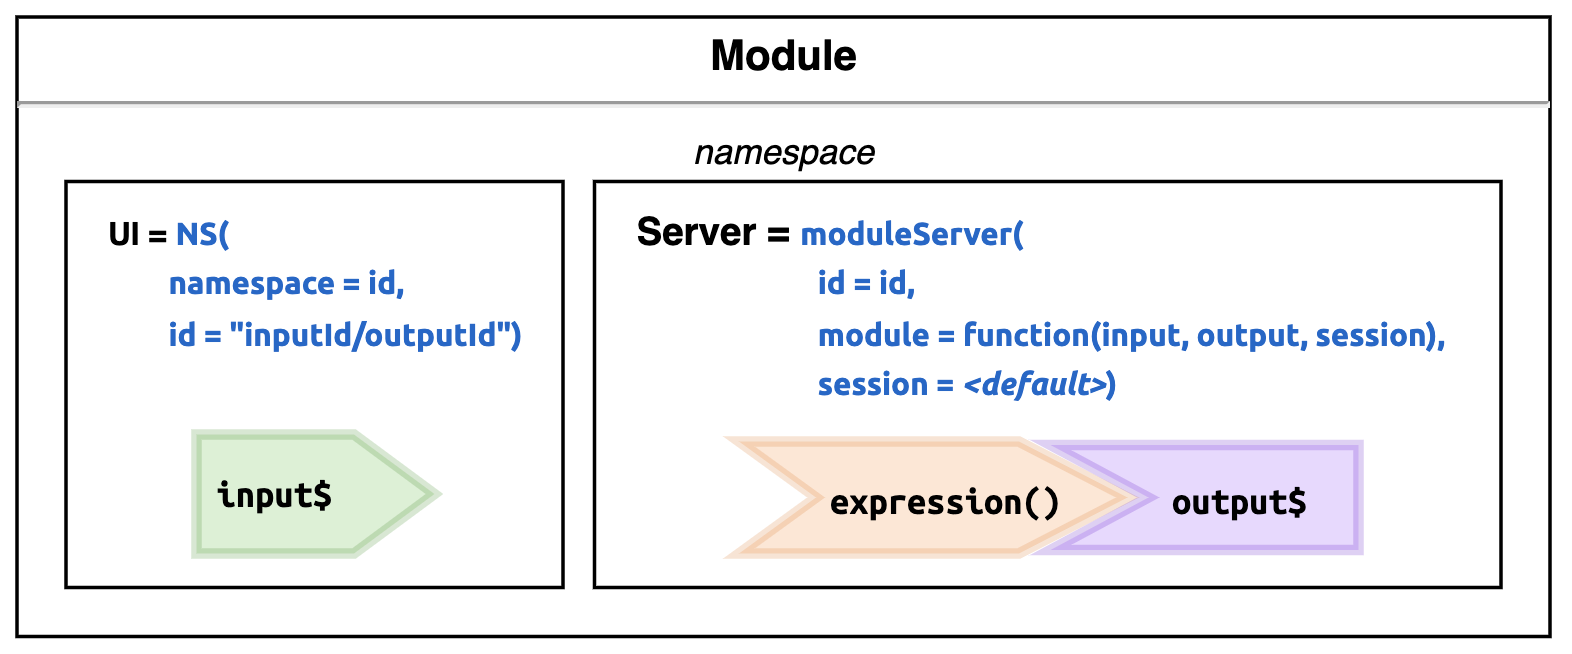 Module
namespace
UI = NS(
namespace = id,
id = "inputId/outputId")
input$
Server = moduleServer(
id = id,
module = function(input, output, session),
session = <default>)
expression()
output$